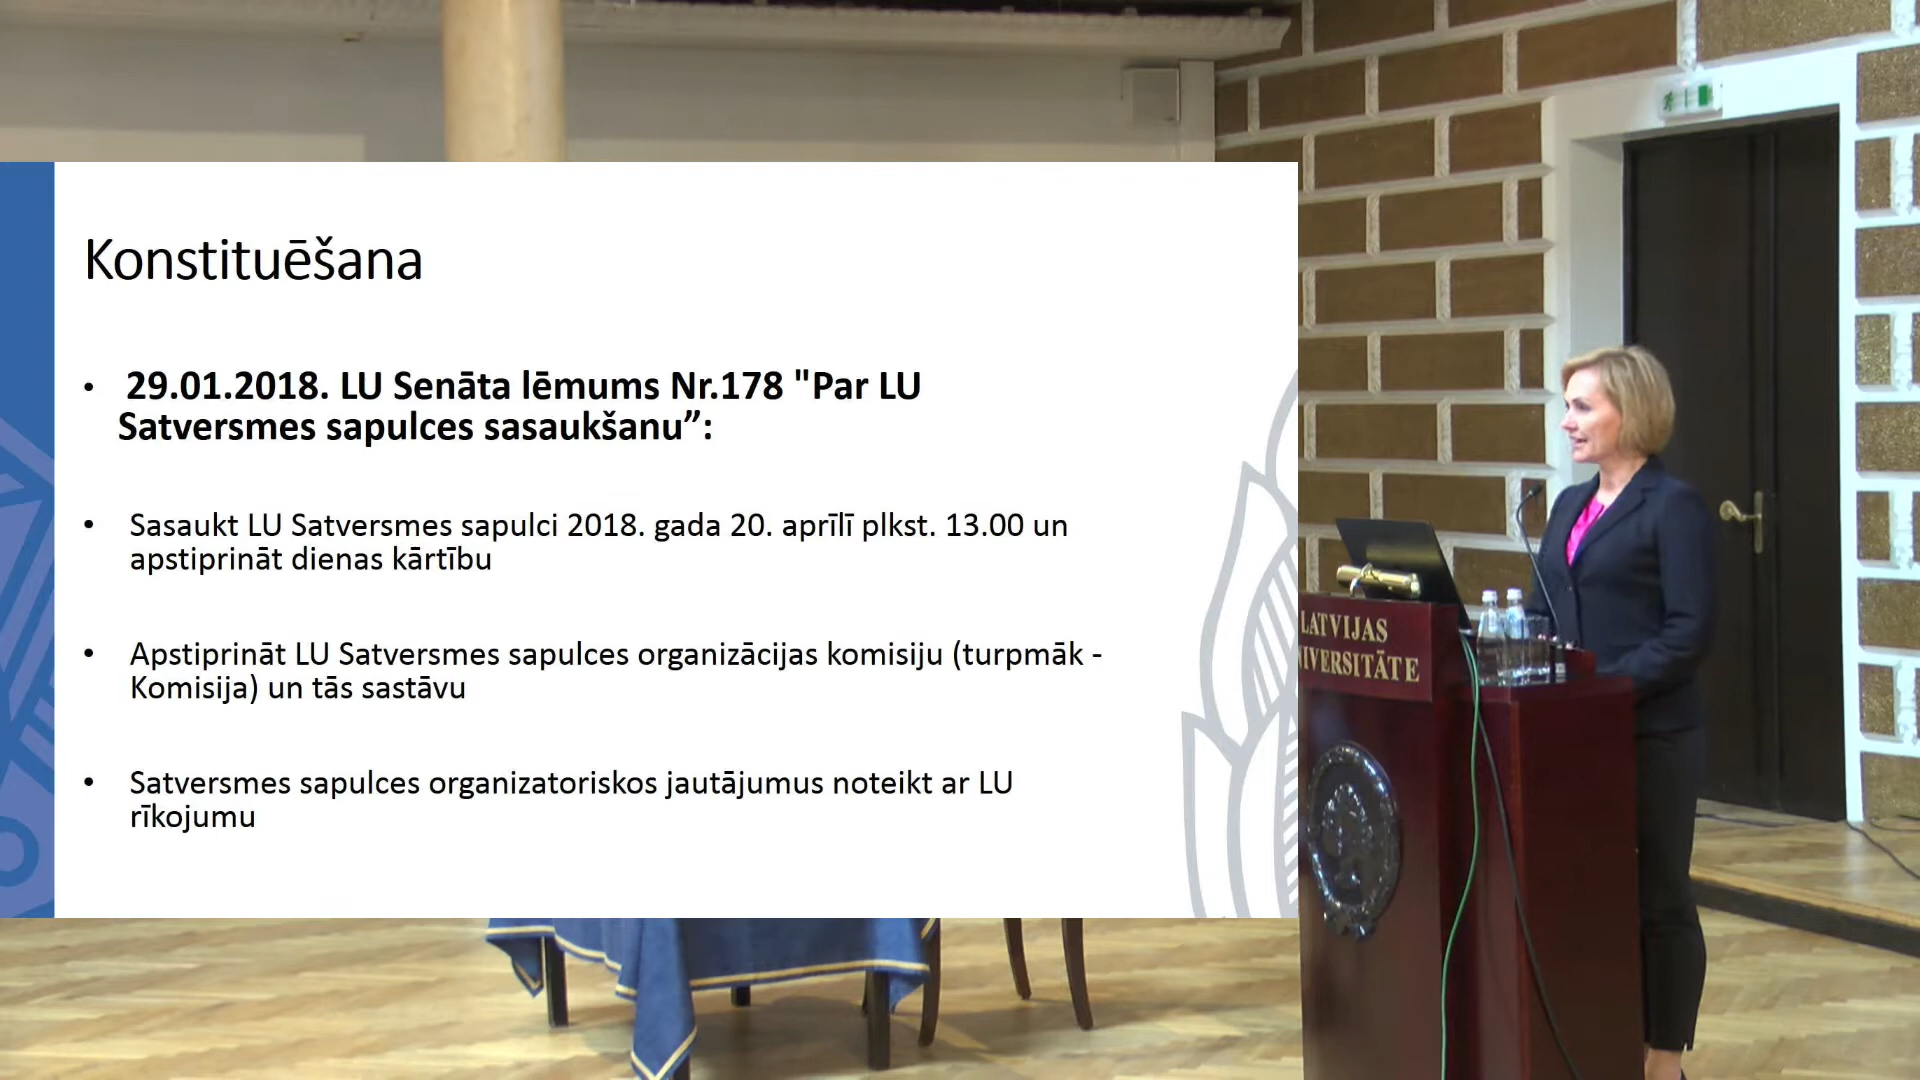 Konstituēšana
• 29.01.2018. LU Senāta lēmums Nr.178 "Par LU
Satversmes sapulces sasaukšanu”:
• Sasaukt LU Satversmes sapulci 2018. gada 20. aprīlī plkst. 13.00 un
apstiprināt dienas kārtību
• Apstiprināt LU Satversmes sapulces organizācijas komisiju (turpmāk -
Komisija) un tās sastāvu
• Satversmes sapulces organizatoriskos jautājumus noteikt ar LU
rīkojumu
LATVIJAS
NIVERSITĀTE